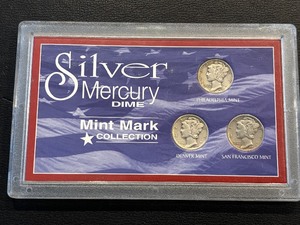 Silver
Mercury
DIME
Mint Mark
COLLECTION
PHILADELPHIA MINT
DENVER MINT
SAN FRANCISCO MINT